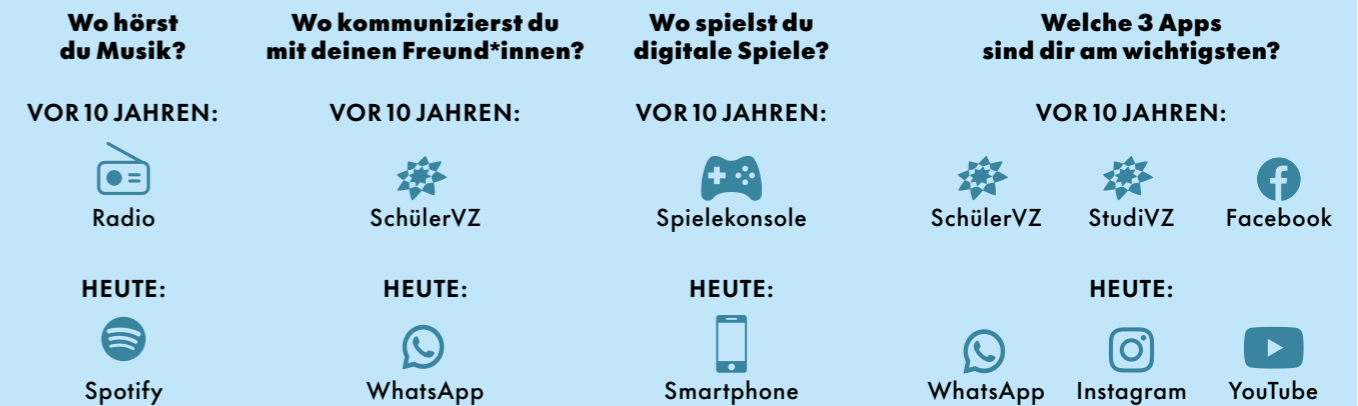 Wo hörst
du Musik?
VOR 10 JAHREN:
Radio
HEUTE:
Spotify
Wo kommunizierst du
mit deinen Freund*innen?
VOR 10 JAHREN:
SchülerVZ
HEUTE:
WhatsApp
Wo spielst du
digitale Spiele?
VOR 10 JAHREN:
Spielekonsole
HEUTE:
Smartphone
Welche 3 Apps
sind dir am wichtigsten?
VOR 10 JAHREN:
SchülerVZ StudiVZ Facebook
HEUTE:
WhatsApp Instagram YouTube